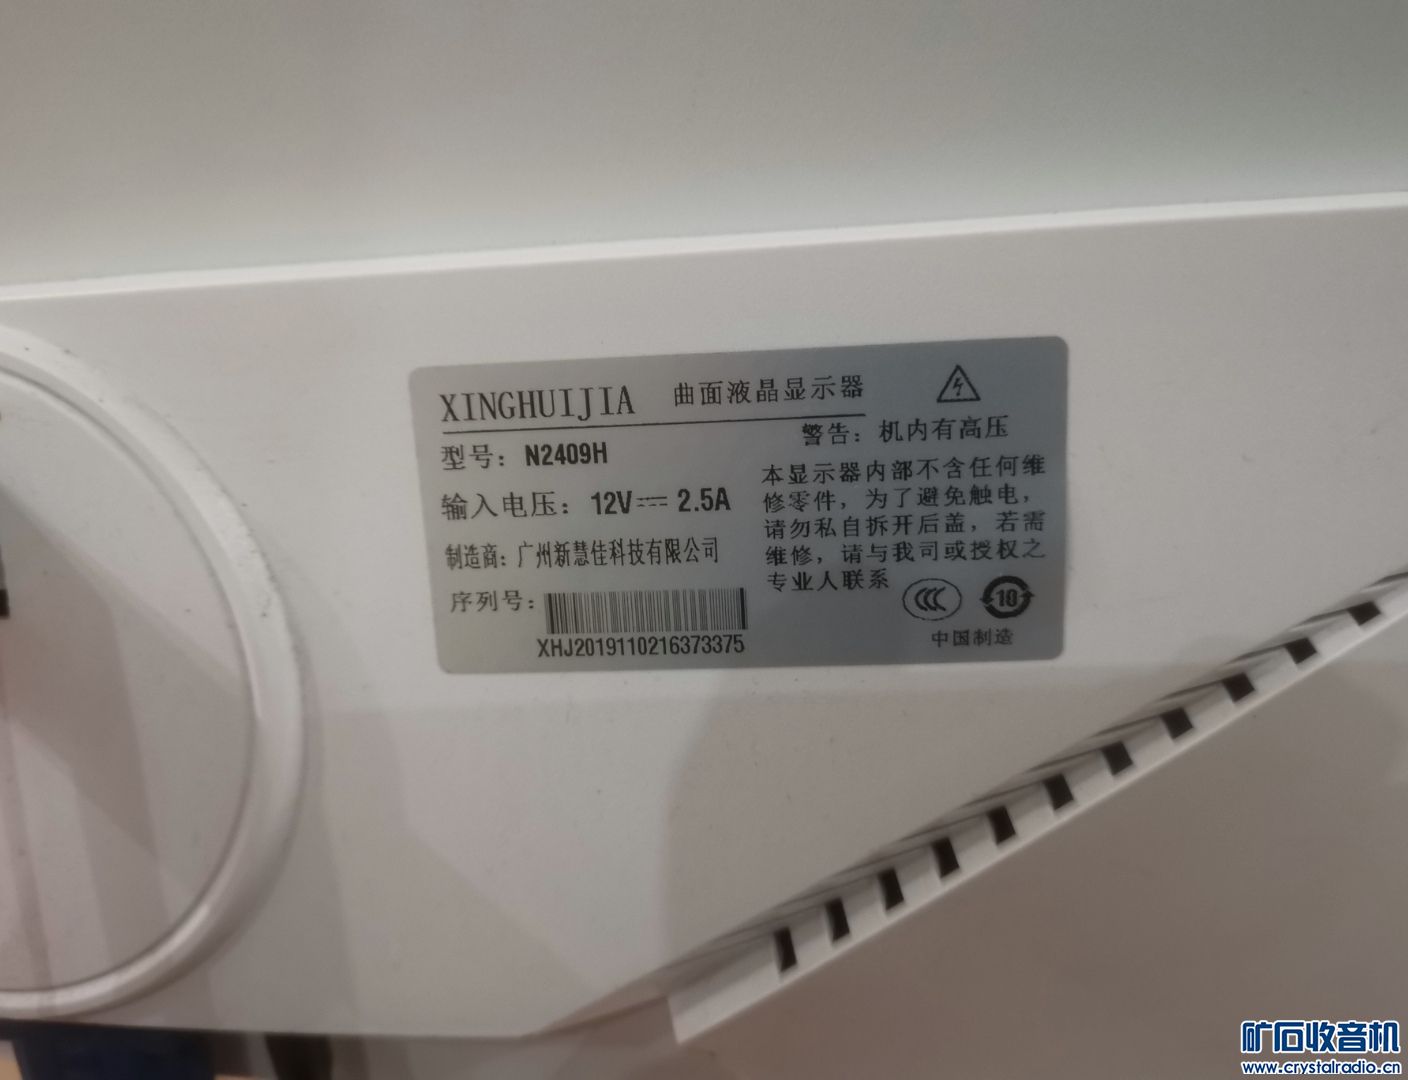 XINGHUIJIA 曲面液晶显示器
型号: N2409H
输入电压: 12V⎓2.5A
制造商: 广州新慧佳科技有限公司
序列号:
XHJ2019110216373375
警告: 机内有高压
本显示器内部不含任何维
修零件，为了避免触电，
请勿私自拆开后盖，若需
维修，请与我司或授权之
专业人联系
CCC
10
中国制造
矿石收音机
www.crystalradio.cn